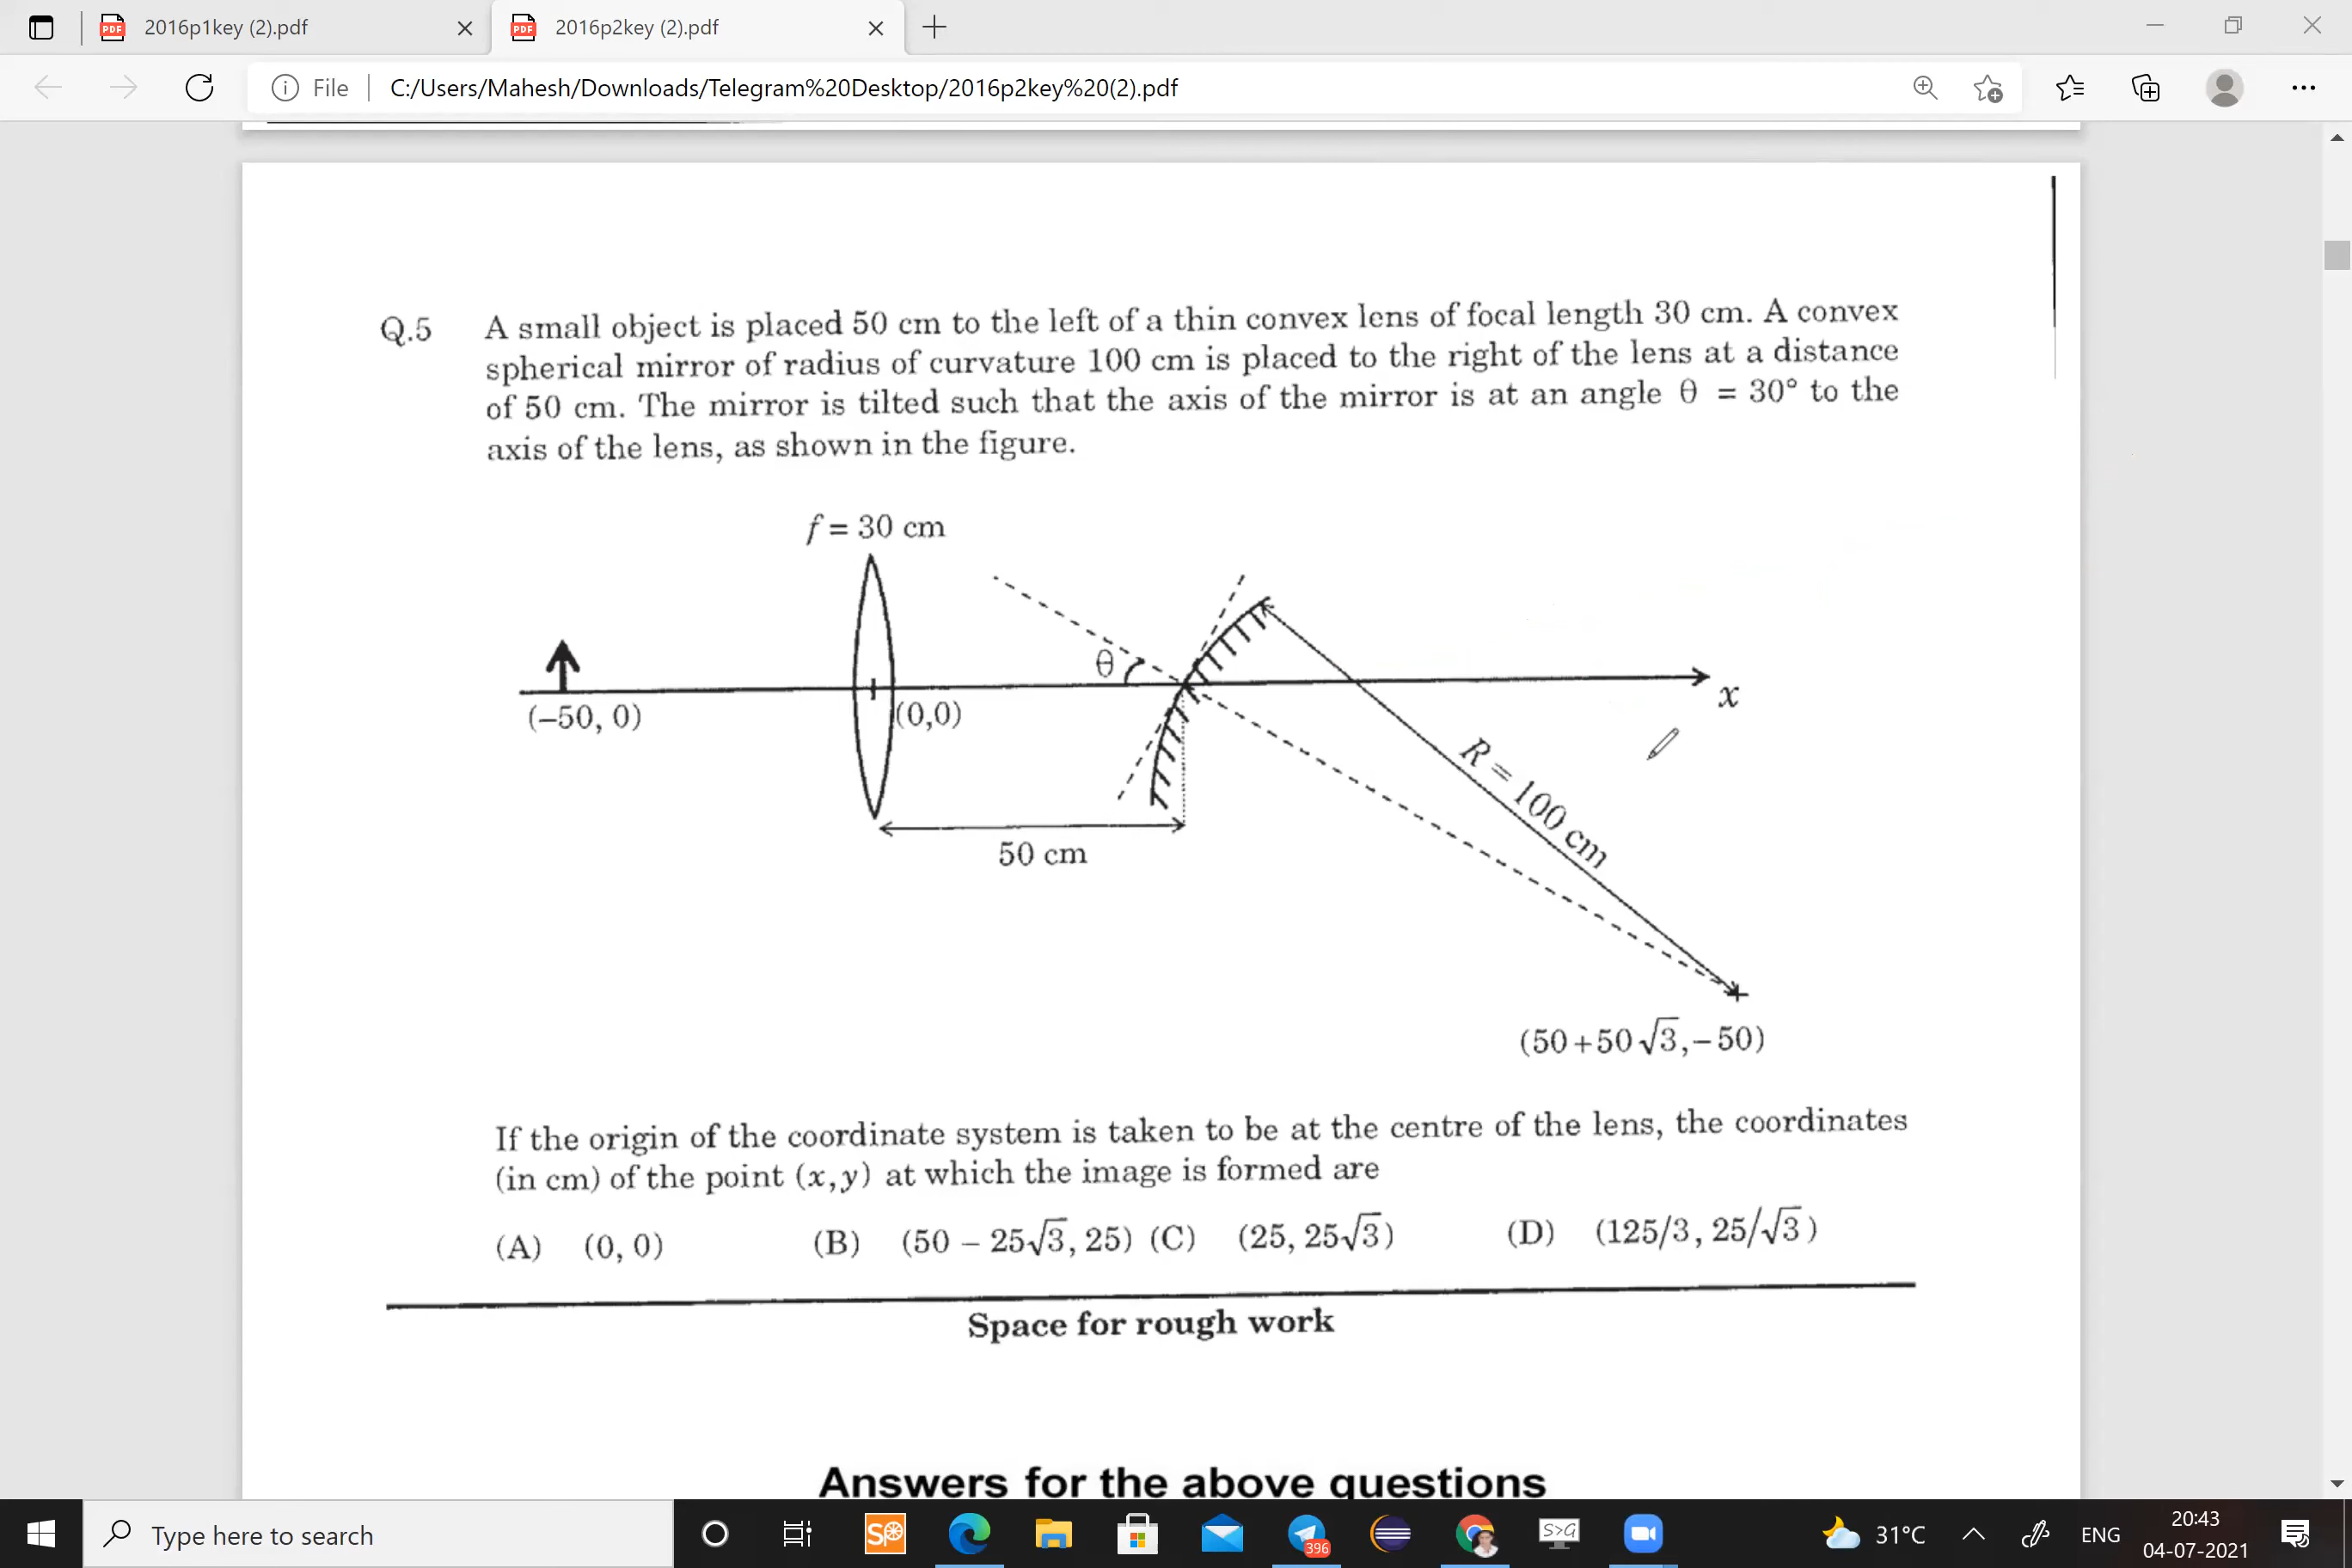 2016p1key (2).pdf
2016p2key (2).pdf
File
C:/Users/Mahesh/Downloads/Telegram%20Desktop/2016p2key%20(2).pdf
Q.5 A small object is placed 50 cm to the left of a thin convex lens of focal length 30 cm. A convex
spherical mirror of radius of curvature 100 cm is placed to the right of the lens at a distance
of 50 cm. The mirror is tilted such that the axis of the mirror is at an angle θ = 30° to the
axis of the lens, as shown in the figure.
f = 30 cm
θ
x
(–50, 0)
(0,0)
R = 100 cm
50 cm
(50+50√3,–50)
If the origin of the coordinate system is taken to be at the centre of the lens, the coordinates
(in cm) of the point (x,y) at which the image is formed are
(A) (0, 0) (B) (50 – 25√3, 25) (C) (25, 25√3) (D) (125/3, 25/√3)
Space for rough work
Answers for the above questions
Type here to search
SP
396
S>G
31°C
ENG
20:43
04-07-2021